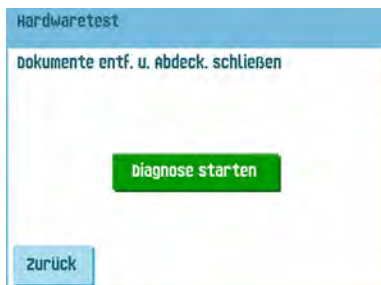 Hardwaretest
Dokumente entf. u. Abdeck. schließen
Diagnose starten
Zurück